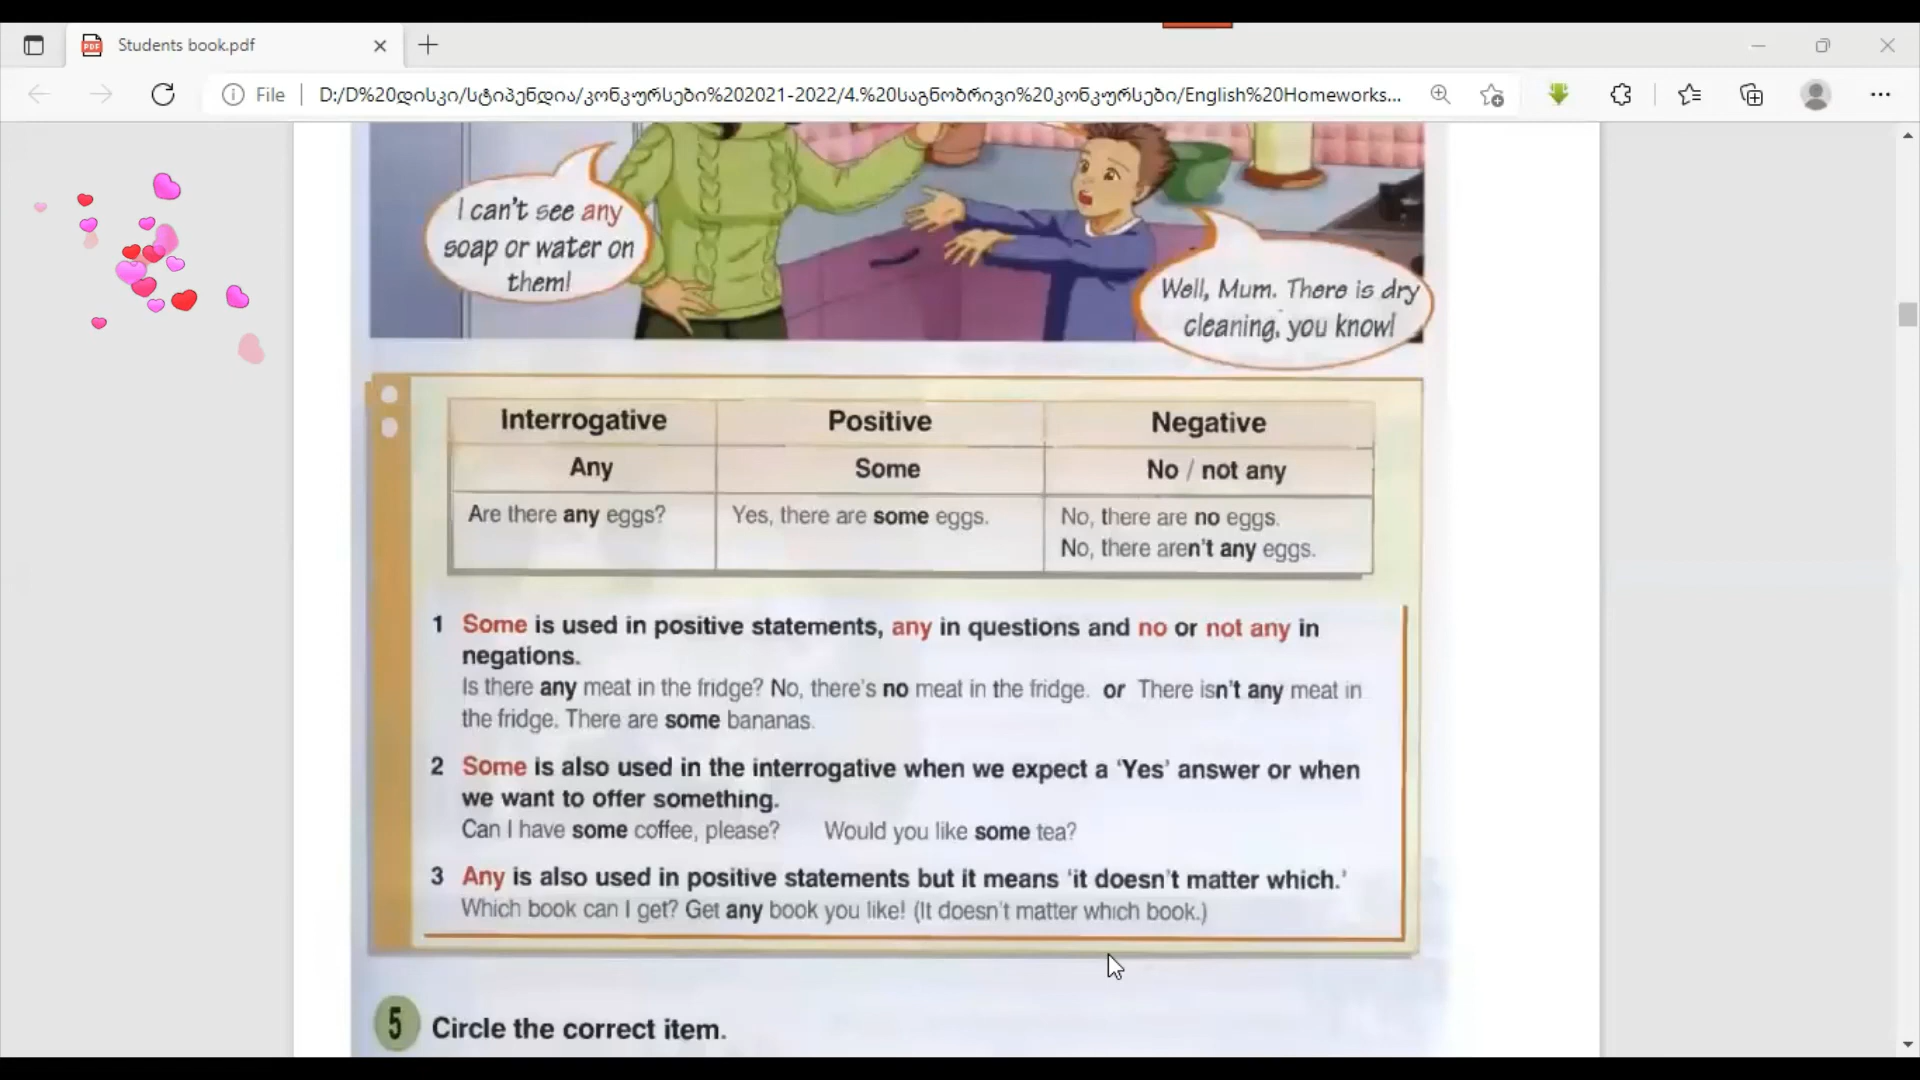 Students book.pdf
File
D:/D%20დისკი/სტიპენდია/კონკურსები%202021-2022/4.%20საგნობრივი%20კონკურსები/English%20Homeworks...
I can't see any
soap or water on
them!
Well, Mum. There is dry
cleaning, you know!
Interrogative Positive Negative
Any Some No / not any
Are there any eggs? Yes, there are some eggs. No, there are no eggs.
No, there aren't any eggs.
1 Some is used in positive statements, any in questions and no or not any in
negations.
Is there any meat in the fridge? No, there's no meat in the fridge. or There isn't any meat in
the fridge. There are some bananas.
2 Some is also used in the interrogative when we expect a 'Yes' answer or when
we want to offer something.
Can I have some coffee, please? Would you like some tea?
3 Any is also used in positive statements but it means 'it doesn't matter which.'
Which book can I get? Get any book you like! (It doesn't matter which book.)
5 Circle the correct item.